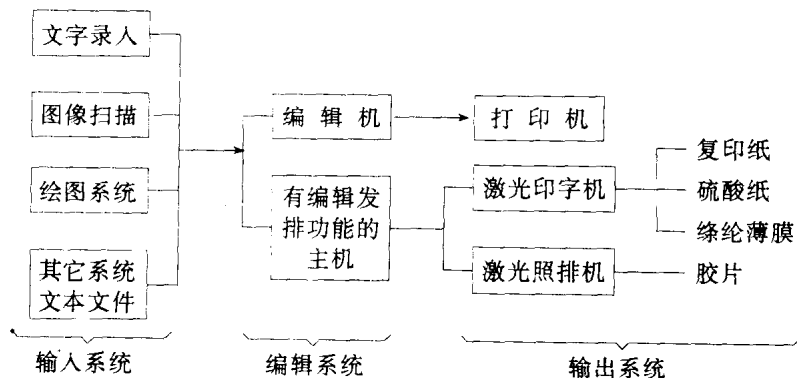 文字录入
图像扫描
绘图系统
其它系统
文本文件
输入系统
编辑机
有编辑发
排功能的
主机
编辑系统
打印机
激光印字机
激光照排机
复印纸
硫酸纸
绦纶薄膜
胶片
输出系统